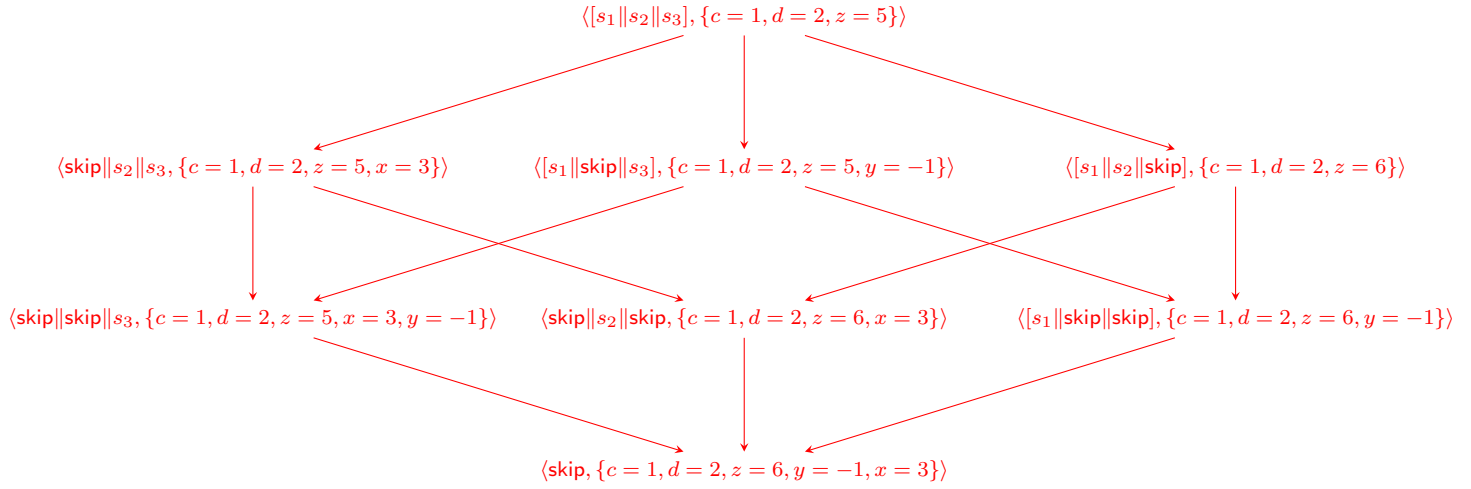 ⟨[s₁∥s₂∥s₃], {c = 1, d = 2, z = 5}⟩
⟨skip∥s₂∥s₃, {c = 1, d = 2, z = 5, x = 3}⟩
⟨[s₁∥skip∥s₃], {c = 1, d = 2, z = 5, y = −1}⟩
⟨[s₁∥s₂∥skip], {c = 1, d = 2, z = 6}⟩
⟨skip∥skip∥s₃, {c = 1, d = 2, z = 5, x = 3, y = −1}⟩
⟨skip∥s₂∥skip, {c = 1, d = 2, z = 6, x = 3}⟩
⟨[s₁∥skip∥skip], {c = 1, d = 2, z = 6, y = −1}⟩
⟨skip, {c = 1, d = 2, z = 6, y = −1, x = 3}⟩